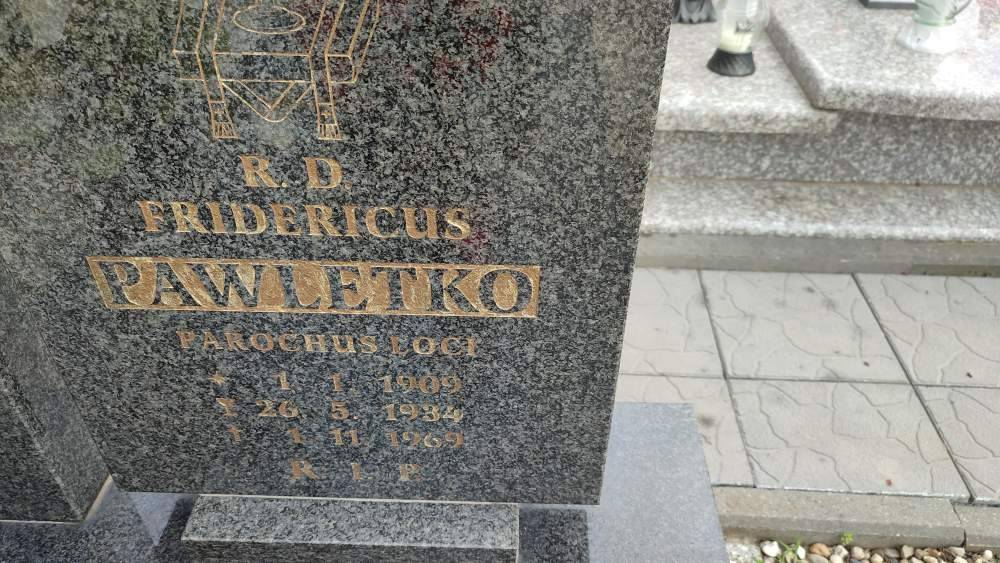 R. D.
FRIDERICUS
PAWLETKO
PAROCHUS LOCI
* 1 1. 1909
26 5. 1934
† 1 11. 1969
R I. P.